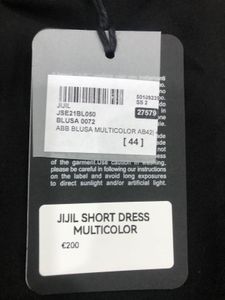 JIJIL
JSE21BL050
BLUSA 0072
SS 2
27579
ABB BLUSA MULTICOLOR AB42|
[ 44 ]
of the garment.Use caution in washing,
please be careful in following our instructions
on the label and avoid long exposures
to direct sunlight and/or artificial light.
JIJIL SHORT DRESS
MULTICOLOR
€200